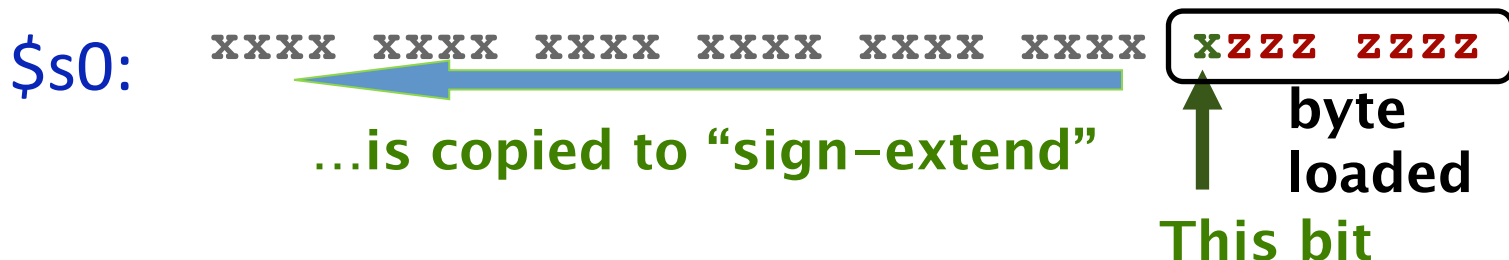 $s0: xxxx xxxx xxxx xxxx xxxx xxxx xzzz zzzz
…is copied to “sign-extend”
byte
loaded
This bit